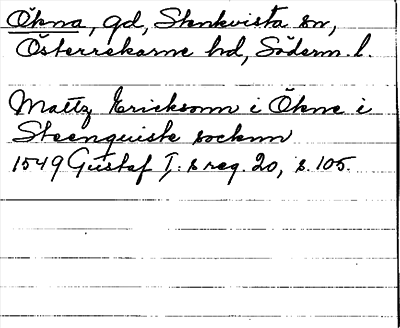 Ökna, gd, Stenkvista sn,
Österrekarne hd, Söderm. l.
Mattz Ericksonn i Ökne i
Steenquiste socknn
1549 Gustaf I: s reg. 20, s. 105.